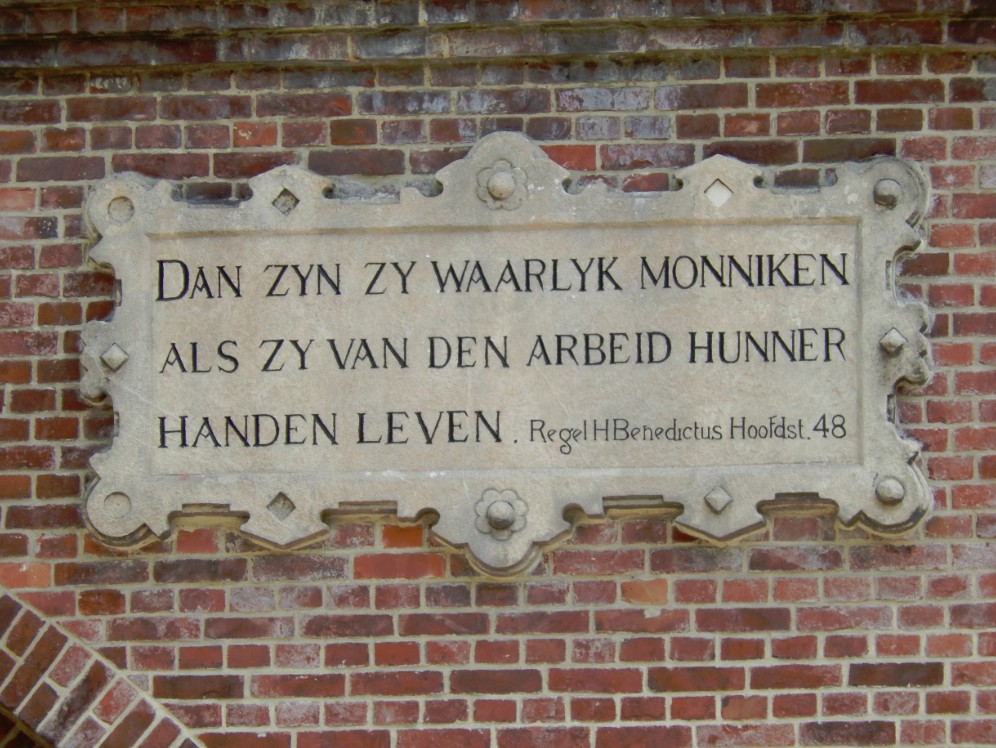 DAN ZYN ZY WAARLYK MONNIKEN
ALS ZY VAN DEN ARBEID HUNNER
HANDEN LEVEN. Regel H Benedictus Hoofdst. 48